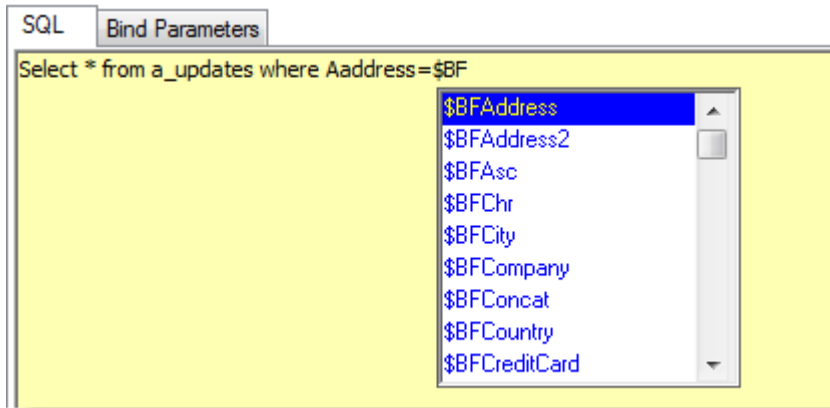 SQL
Bind Parameters
Select * from a_updates where Aaddress=$BF
$BFAddress
$BFAddress2
$BFAsc
$BFChr
$BFCity
$BFCompany
$BFConcat
$BFCountry
$BFCreditCard